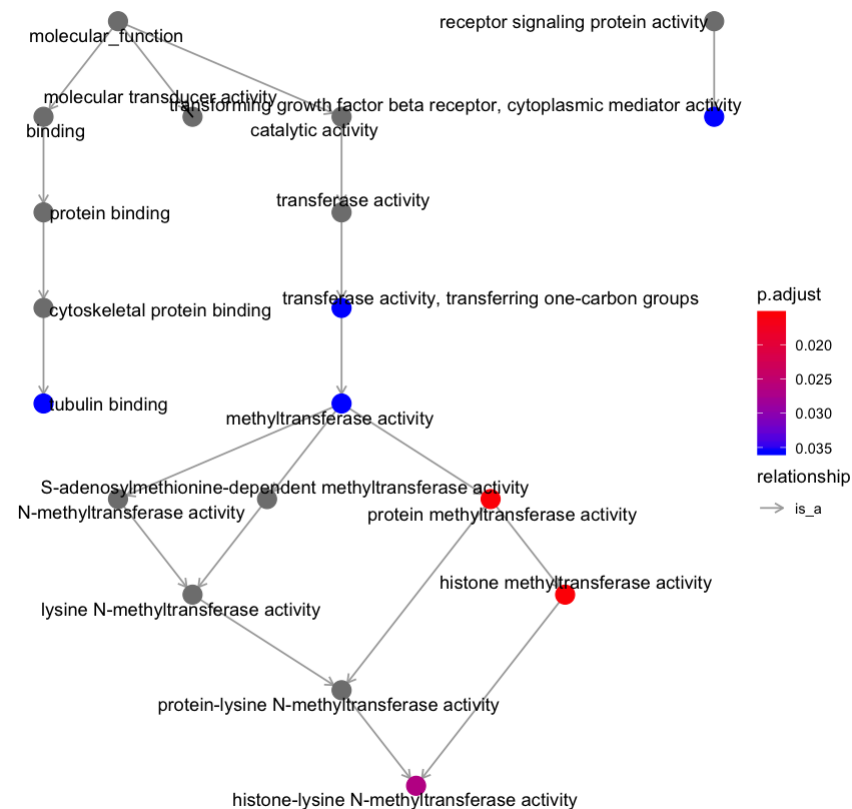 receptor signaling protein activity
molecular_function
molecular transducer activity
transforming growth factor beta receptor, cytoplasmic mediator activity
binding
catalytic activity
transferase activity
protein binding
transferase activity, transferring one-carbon groups
cytoskeletal protein binding
tubulin binding
methyltransferase activity
S-adenosylmethionine-dependent methyltransferase activity
N-methyltransferase activity
protein methyltransferase activity
histone methyltransferase activity
lysine N-methyltransferase activity
protein-lysine N-methyltransferase activity
histone-lysine N-methyltransferase activity
p.adjust
0.020
0.025
0.030
0.035
relationship
is_a